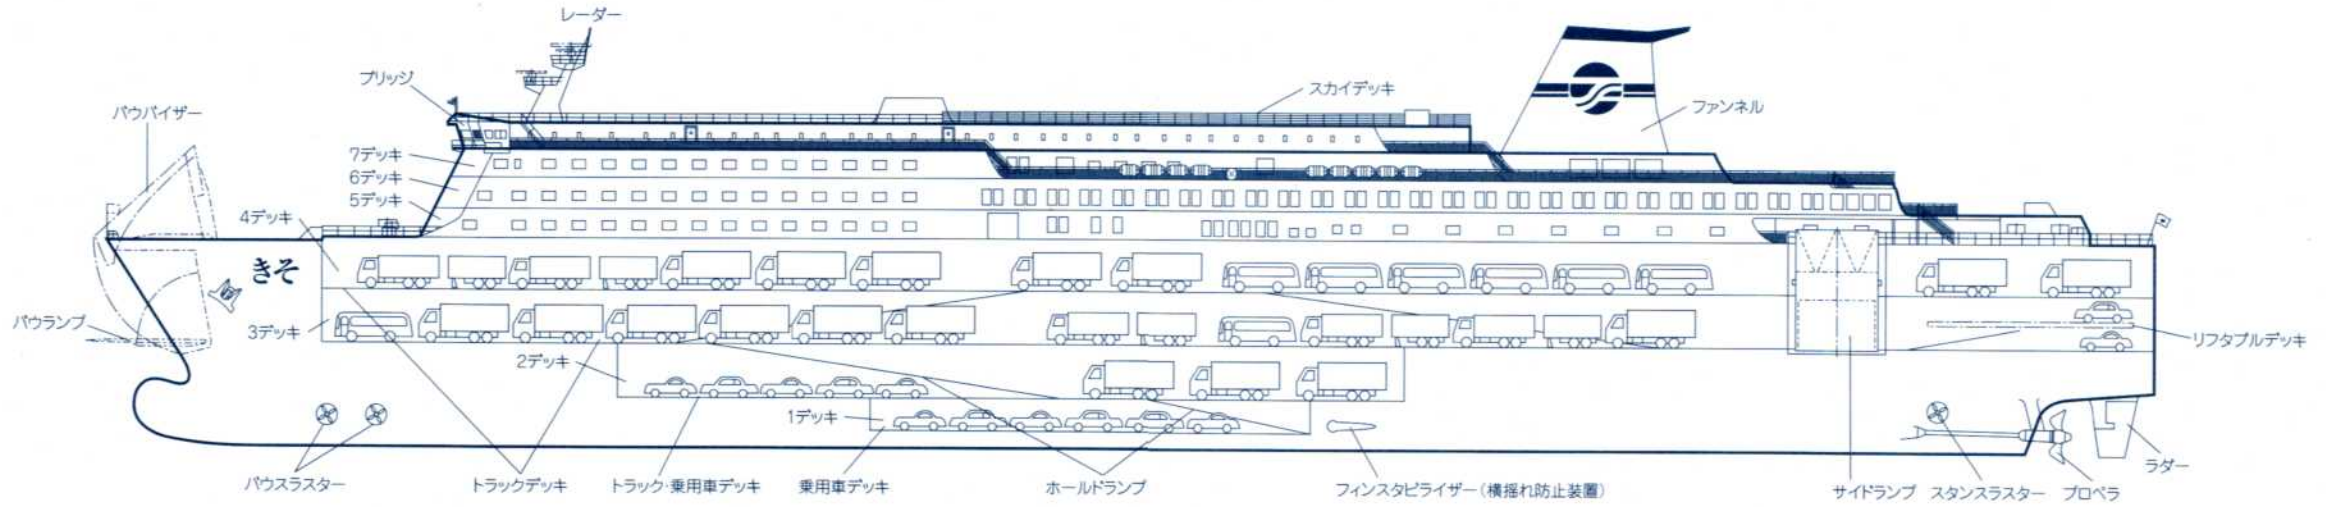 レーダー
ブリッジ
スカイデッキ
バウバイザー
ファンネル
7デッキ
6デッキ
5デッキ
4デッキ
きそ
バウランプ
3デッキ
リフタブルデッキ
2デッキ
1デッキ
バウスラスター
トラックデッキ
トラック・乗用車デッキ
乗用車デッキ
ホールドランプ
フィンスタビライザー（横揺れ防止装置）
サイドランプ
スタンスラスター
プロペラ
ラダー